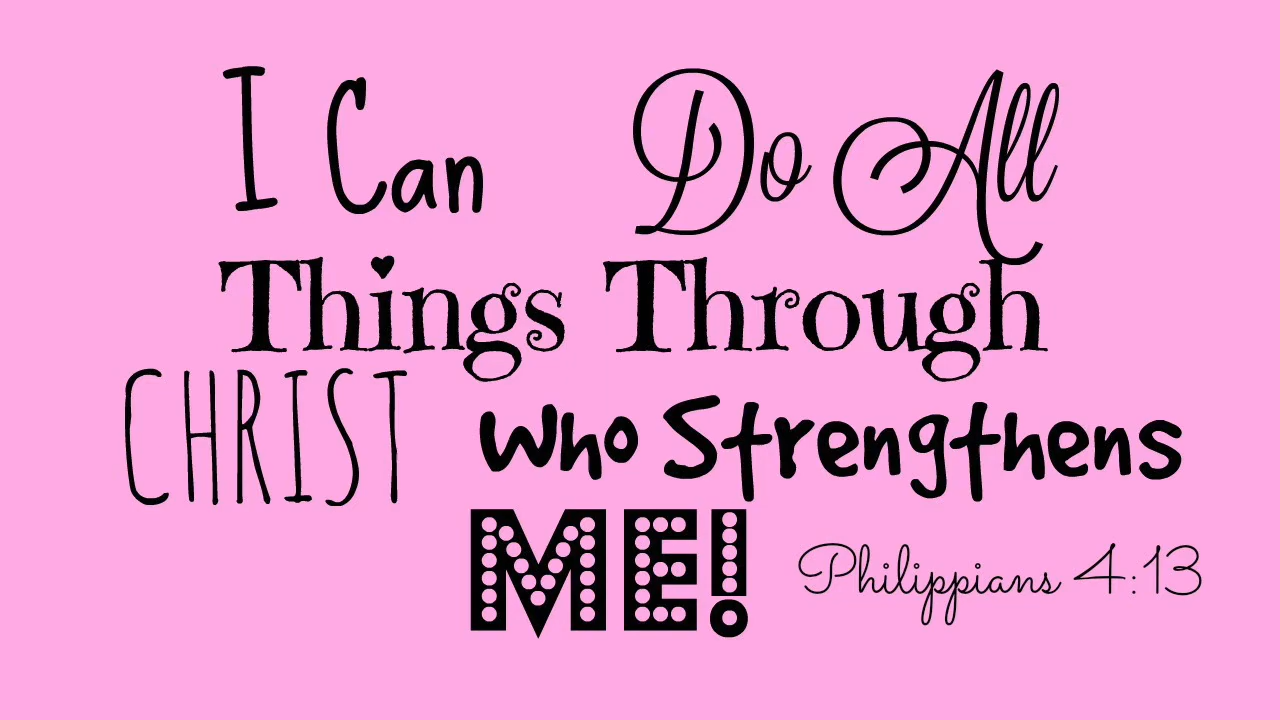 I Can Do All
Things Through
CHRIST Who Strengthens
ME! Philippians 4:13